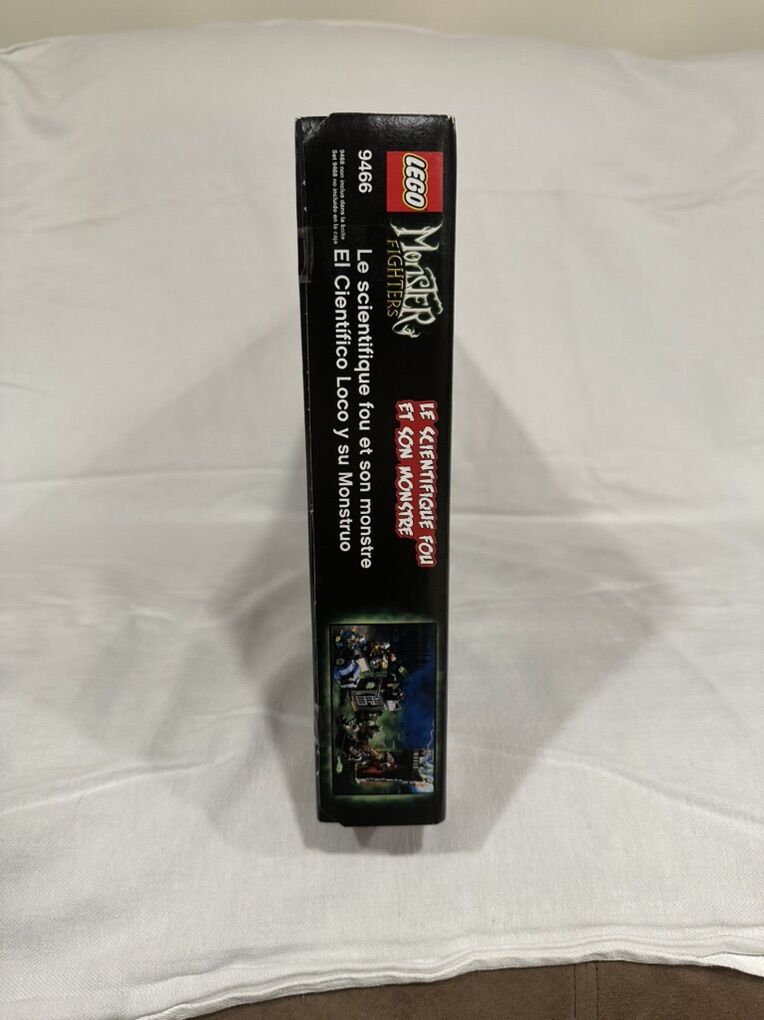 LEGO
MONSTER
FIGHTERS
LE SCIENTIFIQUE FOU
ET SON MONSTRE
9466
Le scientifique fou et son monstre
El Científico Loco y su Monstruo
9468 non inclus dans la boîte
Set 9468 no incluido en la caja